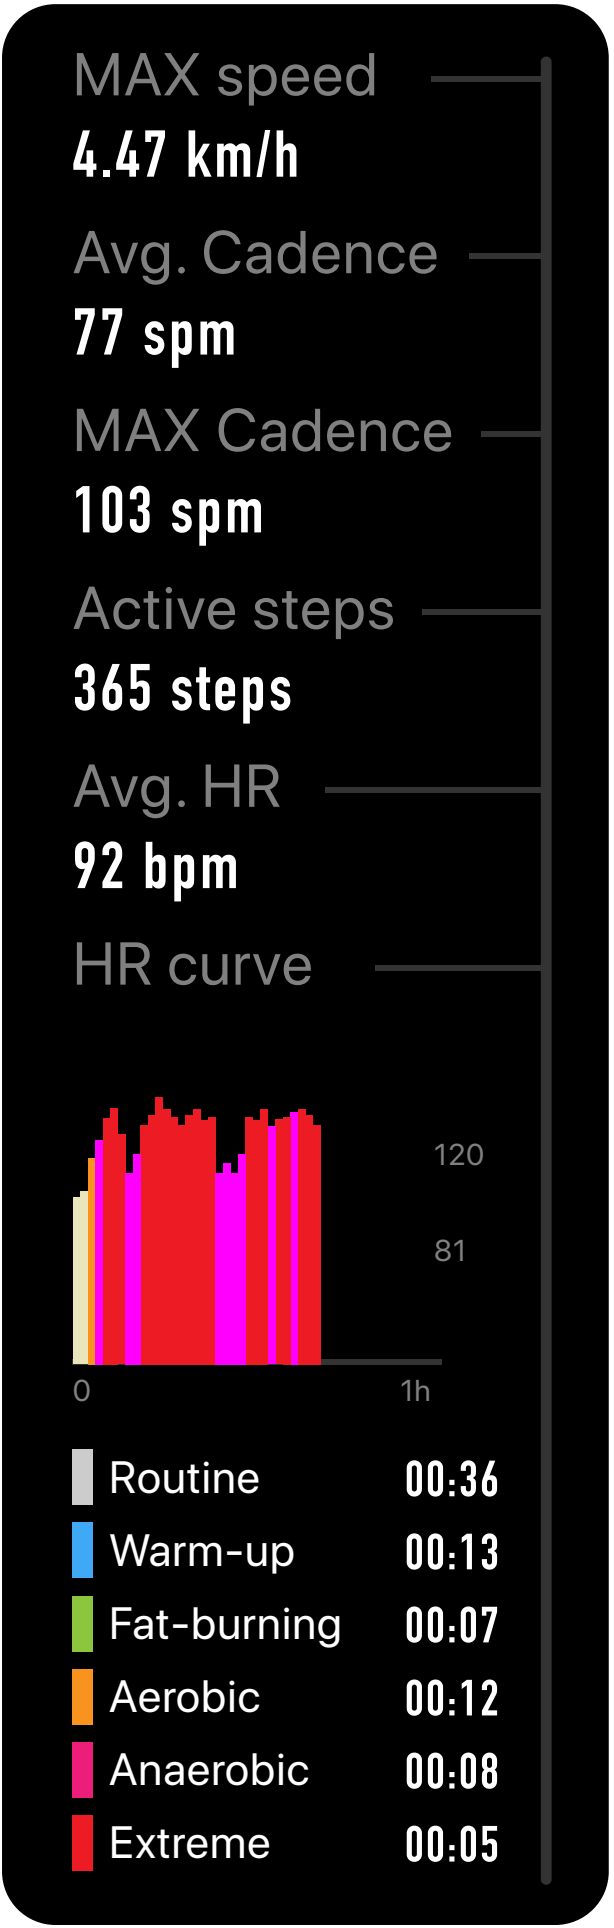 MAX speed
4.47 km/h
Avg. Cadence
77 spm
MAX Cadence
103 spm
Active steps
365 steps
Avg. HR
92 bpm
HR curve
120
81
0 1h
Routine 00:36
Warm-up 00:13
Fat-burning 00:07
Aerobic 00:12
Anaerobic 00:08
Extreme 00:05